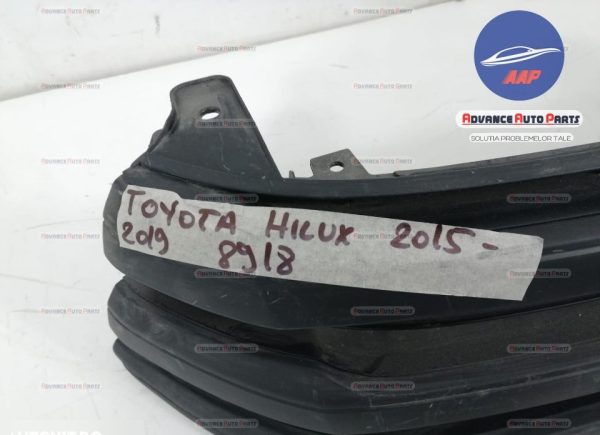 AAP
ADVANCE AUTO PARTS
SOLUTIA PROBLEMELOR TALE
TOYOTA HILUX 2015-
2019 8918